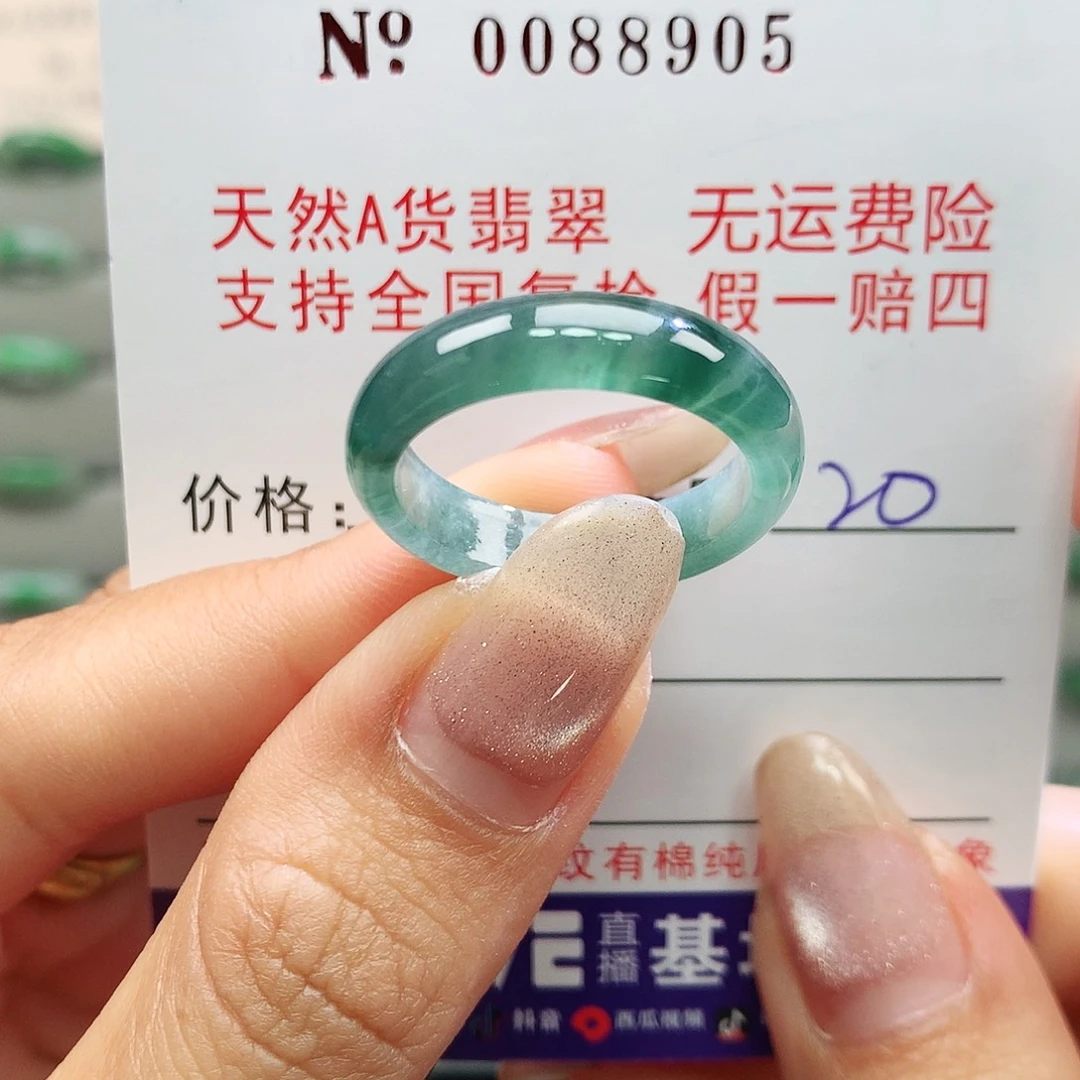 Nº 0088905
天然A货翡翠 无运费险
支持全国复检 假一赔四
价格: 20
纹有棉纯
直播 基
抖音 西瓜视频